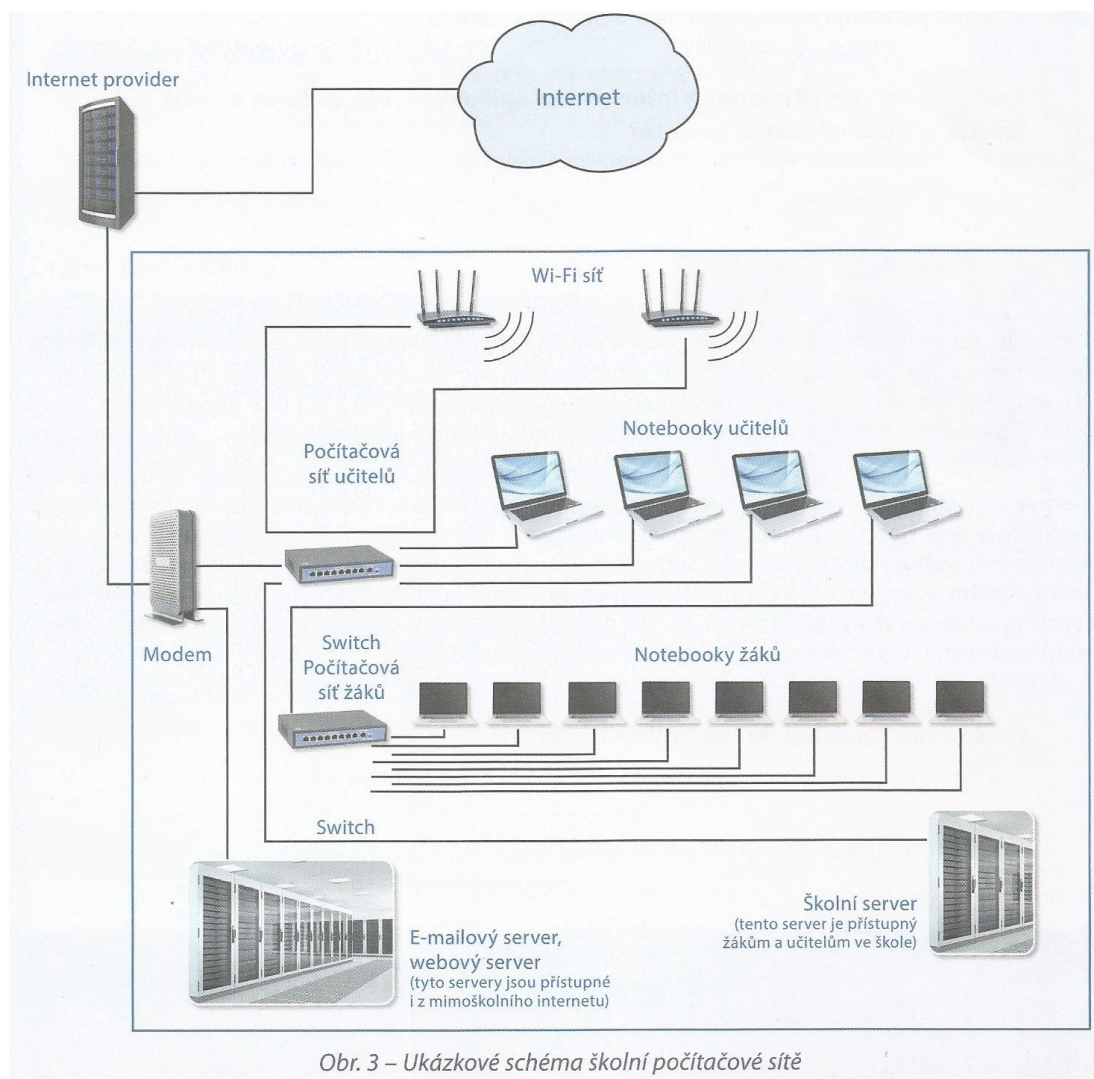 Internet provider
Internet
Wi-Fi síť
Notebooky učitelů
Počítačová
síť učitelů
Modem
Switch
Počítačová
síť žáků
Notebooky žáků
Switch
E-mailový server,
webový server
(tyto servery jsou přístupné
i z mimoškolního internetu)
Školní server
(tento server je přístupný
žákům a učitelům ve škole)
Obr. 3 – Ukázkové schéma školní počítačové sítě